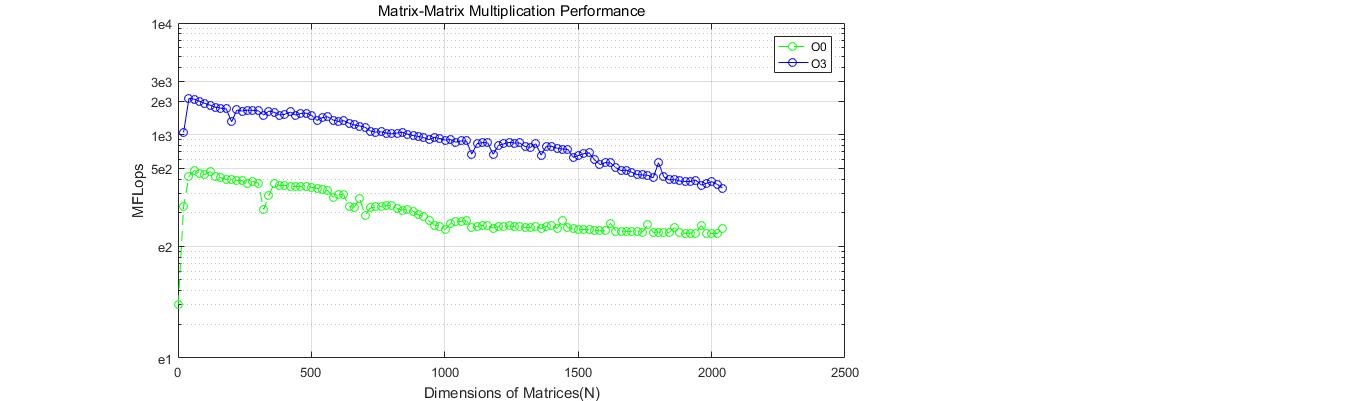 Matrix-Matrix Multiplication Performance
1e4
3e3
2e3
1e3
5e2
e2
e1
MFLops
O0
O3
0 500 1000 1500 2000 2500
Dimensions of Matrices(N)